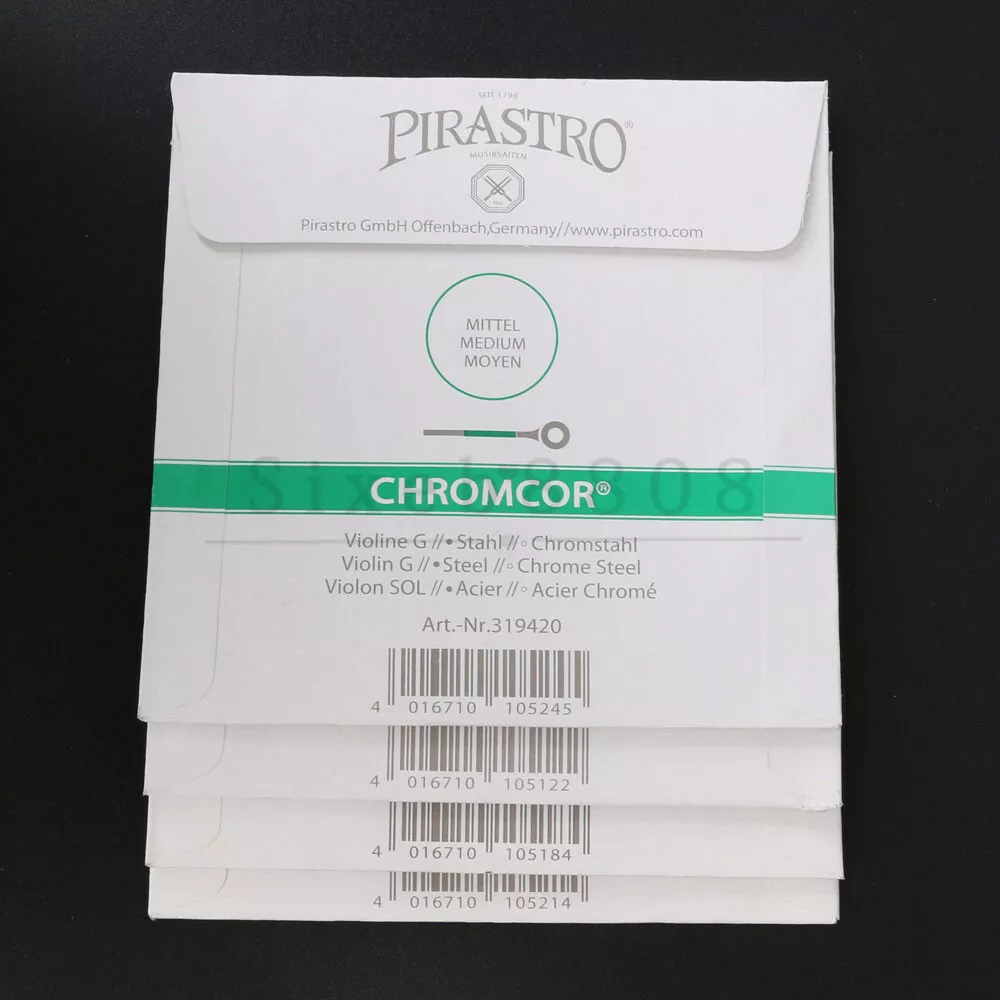 SEIT 1798
PIRASTRO®
MUSIKSAITEN
Pirastro GmbH Offenbach,Germany//www.pirastro.com
MITTEL
MEDIUM
MOYEN
CHROMCOR®
Violine G //•Stahl//◦ Chromstahl
Violin G //•Steel //◦ Chrome Steel
Violon SOL //•Acier// ◦ Acier Chromé
Art.-Nr.319420
4 016710 105245
4 016710 105122
4 016710 105184
4 016710 105214